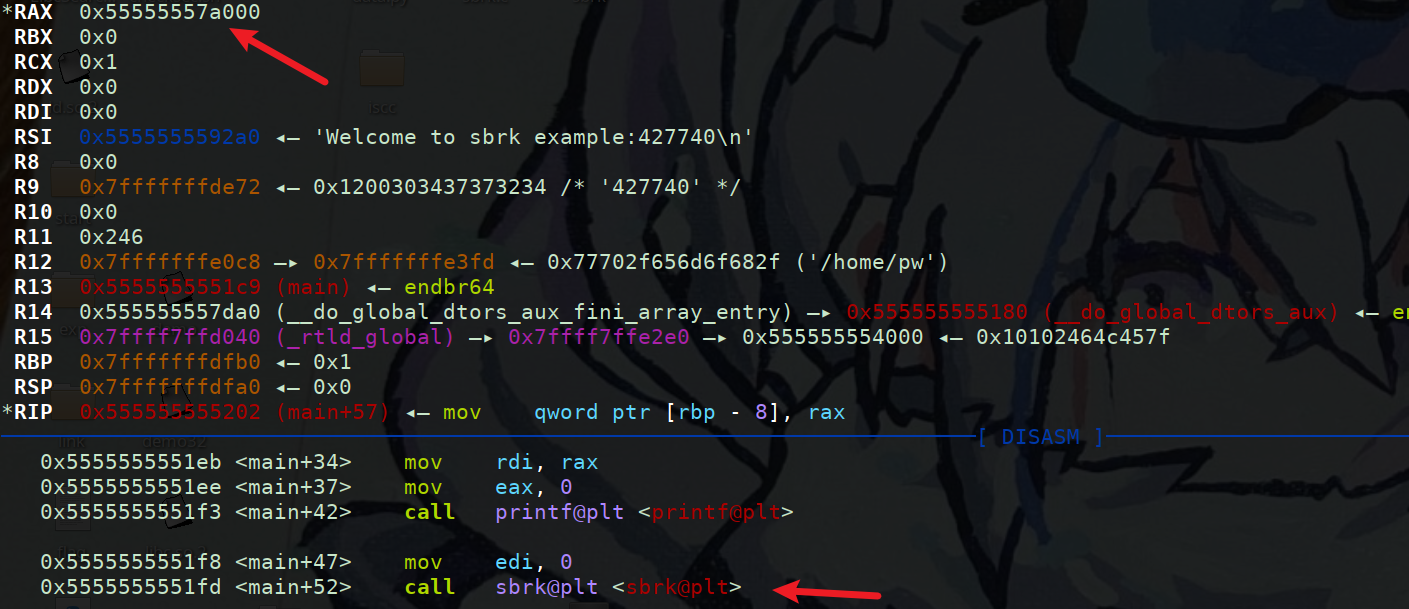 *RAX 0x55555557a000
RBX 0x0
RCX 0x1
RDX 0x0
RDI 0x0
RSI 0x5555555592a0 ◂— 'Welcome to sbrk example:427740\n'
R8 0x0
R9 0x7fffffffde72 ◂— 0x1200303437373234 /* '427740' */
R10 0x0
R11 0x246
R12 0x7fffffffe0c8 —▸ 0x7fffffffe3fd ◂— 0x77702f656d6f682f ('/home/pw')
R13 0x5555555551c9 (main) ◂— endbr64
R14 0x555555557da0 (__do_global_dtors_aux_fini_array_entry) —▸ 0x555555555180 (__do_global_dtors_aux) ◂— en
R15 0x7ffff7ffd040 (_rtld_global) —▸ 0x7ffff7ffe2e0 —▸ 0x555555554000 ◂— 0x10102464c457f
RBP 0x7fffffffdfb0 ◂— 0x1
RSP 0x7fffffffdfa0 ◂— 0x0
*RIP 0x555555555202 (main+57) ◂— mov qword ptr [rbp - 8], rax
[ DISASM ]
0x5555555551eb <main+34> mov rdi, rax
0x5555555551ee <main+37> mov eax, 0
0x5555555551f3 <main+42> call printf@plt <printf@plt>
0x5555555551f8 <main+47> mov edi, 0
0x5555555551fd <main+52> call sbrk@plt <sbrk@plt>
iscc
link
demo32